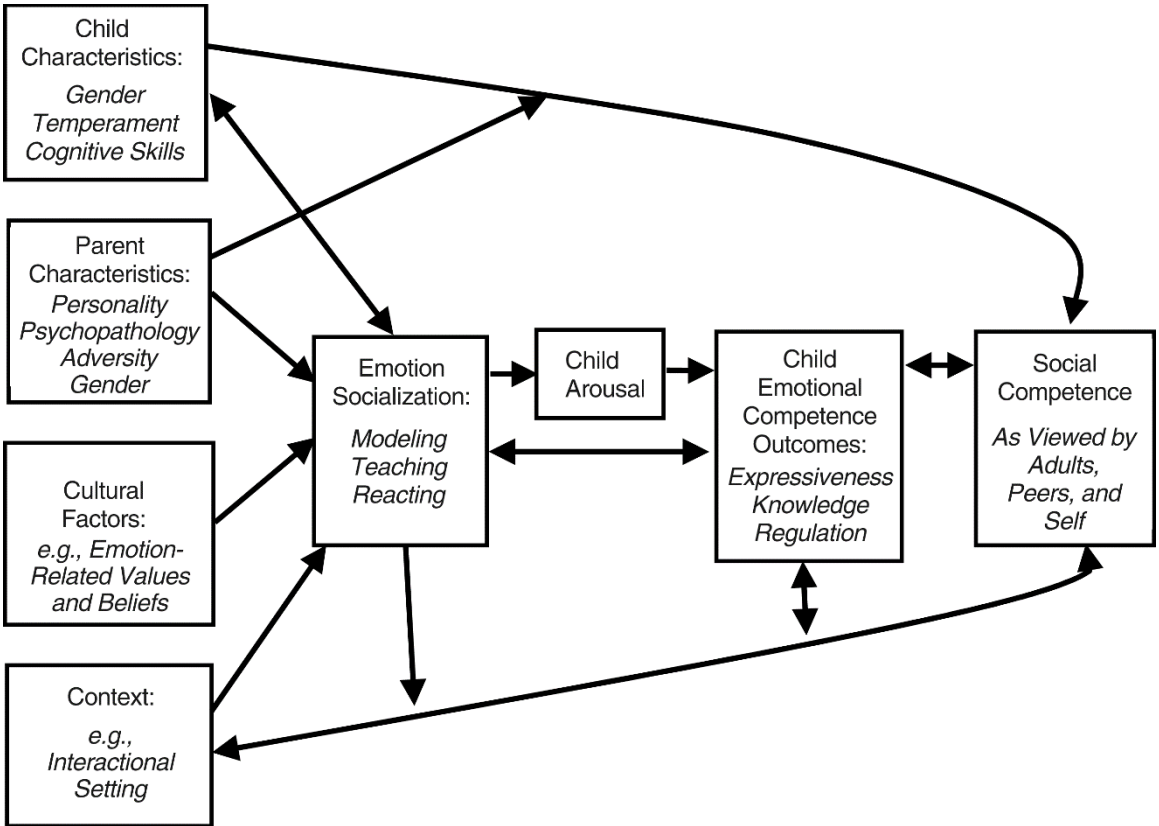 Child
Characteristics:
Gender
Temperament
Cognitive Skills
Parent
Characteristics:
Personality
Psychopathology
Adversity
Gender
Cultural
Factors:
e.g., Emotion-
Related Values
and Beliefs
Context:
e.g.,
Interactional
Setting
Emotion
Socialization:
Modeling
Teaching
Reacting
Child
Arousal
Child
Emotional
Competence
Outcomes:
Expressiveness
Knowledge
Regulation
Social
Competence
As Viewed by
Adults,
Peers, and
Self